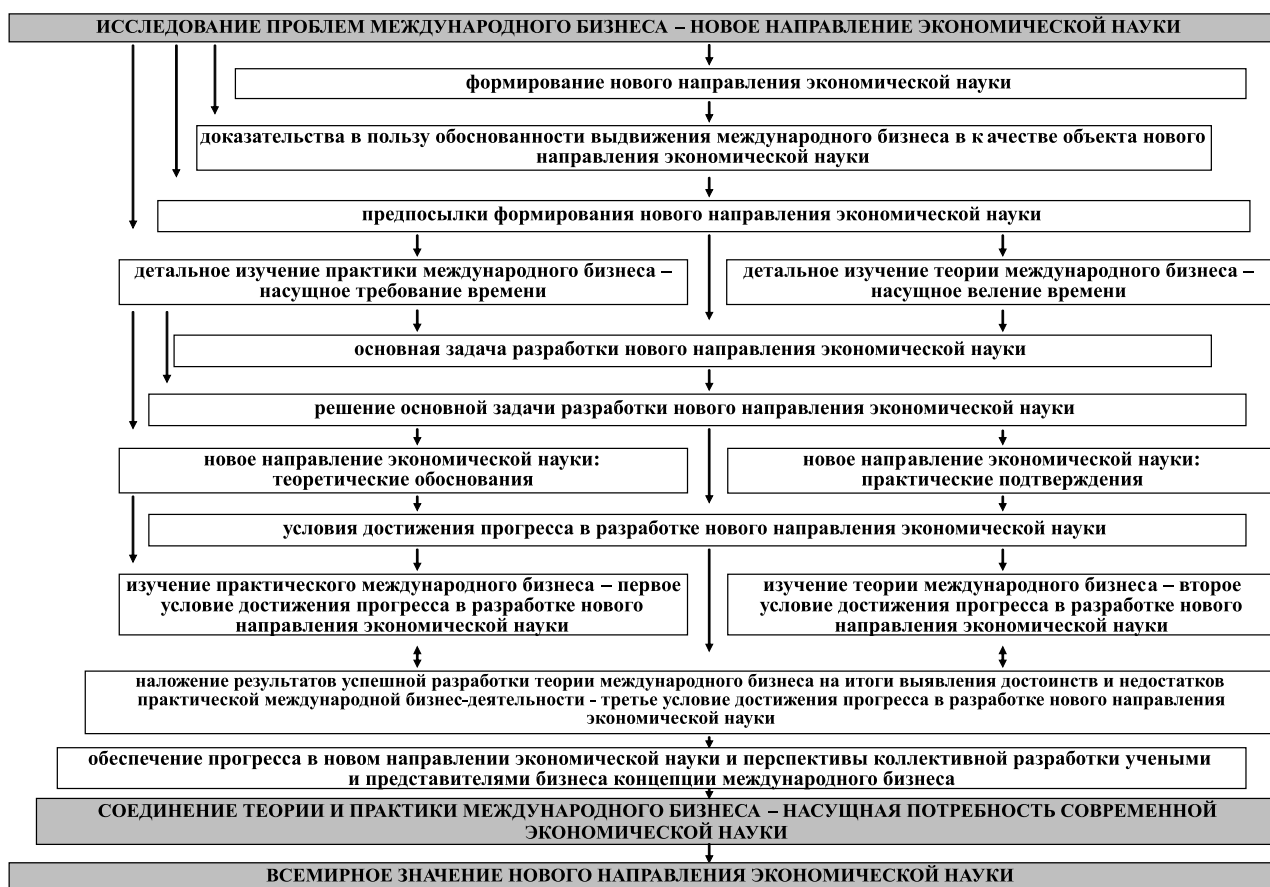 ИССЛЕДОВАНИЕ ПРОБЛЕМ МЕЖДУНАРОДНОГО БИЗНЕСА – НОВОЕ НАПРАВЛЕНИЕ ЭКОНОМИЧЕСКОЙ НАУКИ
формирование нового направления экономической науки
доказательства в пользу обоснованности выдвижения международного бизнеса в к ачестве объекта нового
направления экономической науки
предпосылки формирования нового направления экономической науки
детальное изучение практики международного бизнеса –
насущное требование времени
детальное изучение теории международного бизнеса –
насущное веление времени
основная задача разработки нового направления экономической науки
решение основной задачи разработки нового направления экономической науки
новое направление экономической науки:
теоретические обоснования
новое направление экономической науки:
практические подтверждения
условия достижения прогресса в разработке нового направления экономической науки
изучение практического международного бизнеса – первое
условие достижения прогресса в разработке нового
направления экономической науки
изучение теории международного бизнеса – второе
условие достижения прогресса в разработке нового
направления экономической науки
наложение результатов успешной разработки теории международного бизнеса на итоги выявления достоинств и недостатков
практической международной бизнес-деятельности - третье условие достижения прогресса в разработке нового направления
экономической науки
обеспечение прогресса в новом направлении экономической науки и перспективы коллективной разработки учеными
и представителями бизнеса концепции международного бизнеса
СОЕДИНЕНИЕ ТЕОРИИ И ПРАКТИКИ МЕЖДУНАРОДНОГО БИЗНЕСА – НАСУЩНАЯ ПОТРЕБНОСТЬ СОВРЕМЕННОЙ
ЭКОНОМИЧЕСКОЙ НАУКИ
ВСЕМИРНОЕ ЗНАЧЕНИЕ НОВОГО НАПРАВЛЕНИЯ ЭКОНОМИЧЕСКОЙ НАУКИ